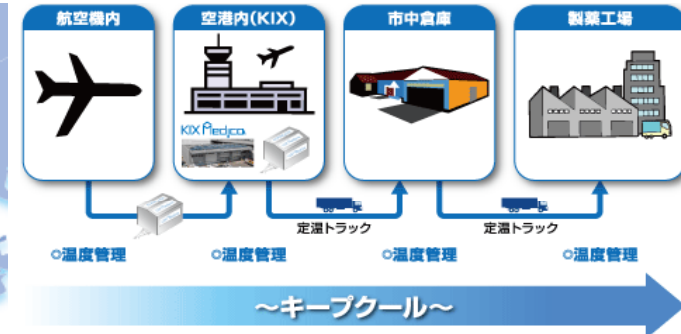 航空機内
空港内(KIX)
市中倉庫
製薬工場
KIX Medica
定温トラック
定温トラック
◎温度管理
◎温度管理
◎温度管理
◎温度管理
～キープクール～